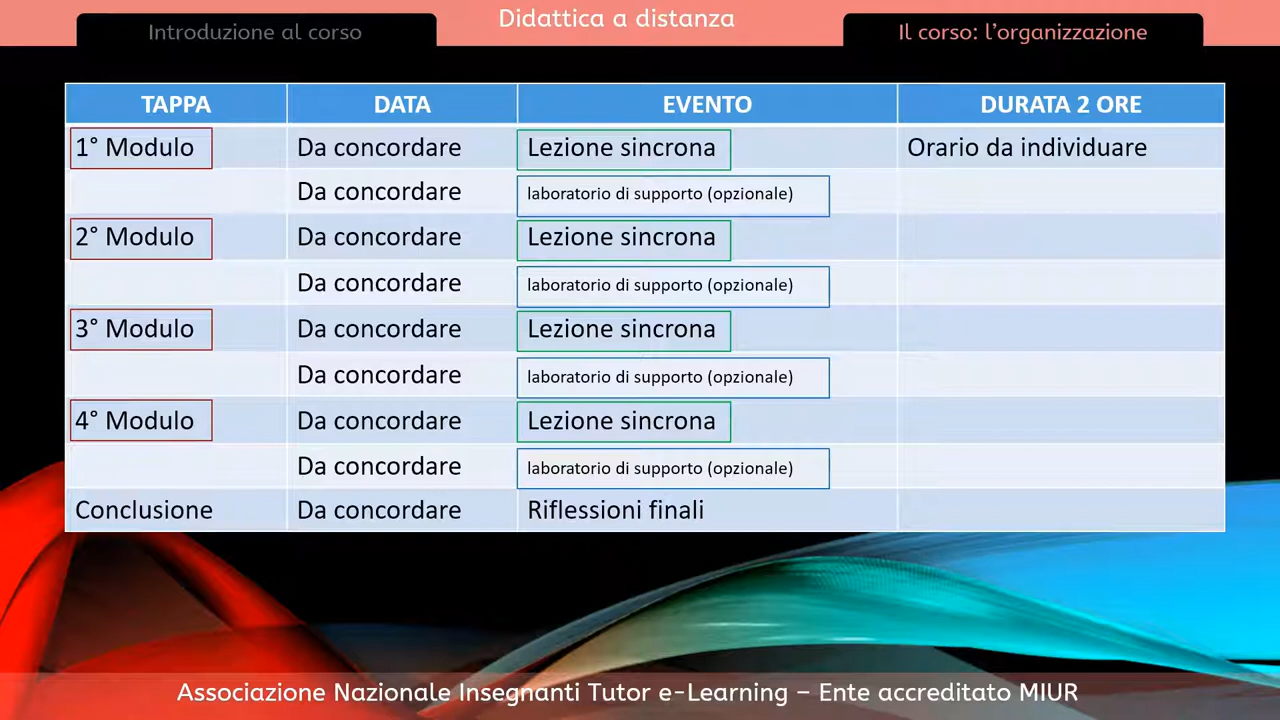 Didattica a distanza
Introduzione al corso
Il corso: l’organizzazione
TAPPA DATA EVENTO DURATA 2 ORE
1° Modulo Da concordare Lezione sincrona Orario da individuare
Da concordare laboratorio di supporto (opzionale)
2° Modulo Da concordare Lezione sincrona
Da concordare laboratorio di supporto (opzionale)
3° Modulo Da concordare Lezione sincrona
Da concordare laboratorio di supporto (opzionale)
4° Modulo Da concordare Lezione sincrona
Da concordare laboratorio di supporto (opzionale)
Conclusione Da concordare Riflessioni finali
Associazione Nazionale Insegnanti Tutor e-Learning – Ente accreditato MIUR